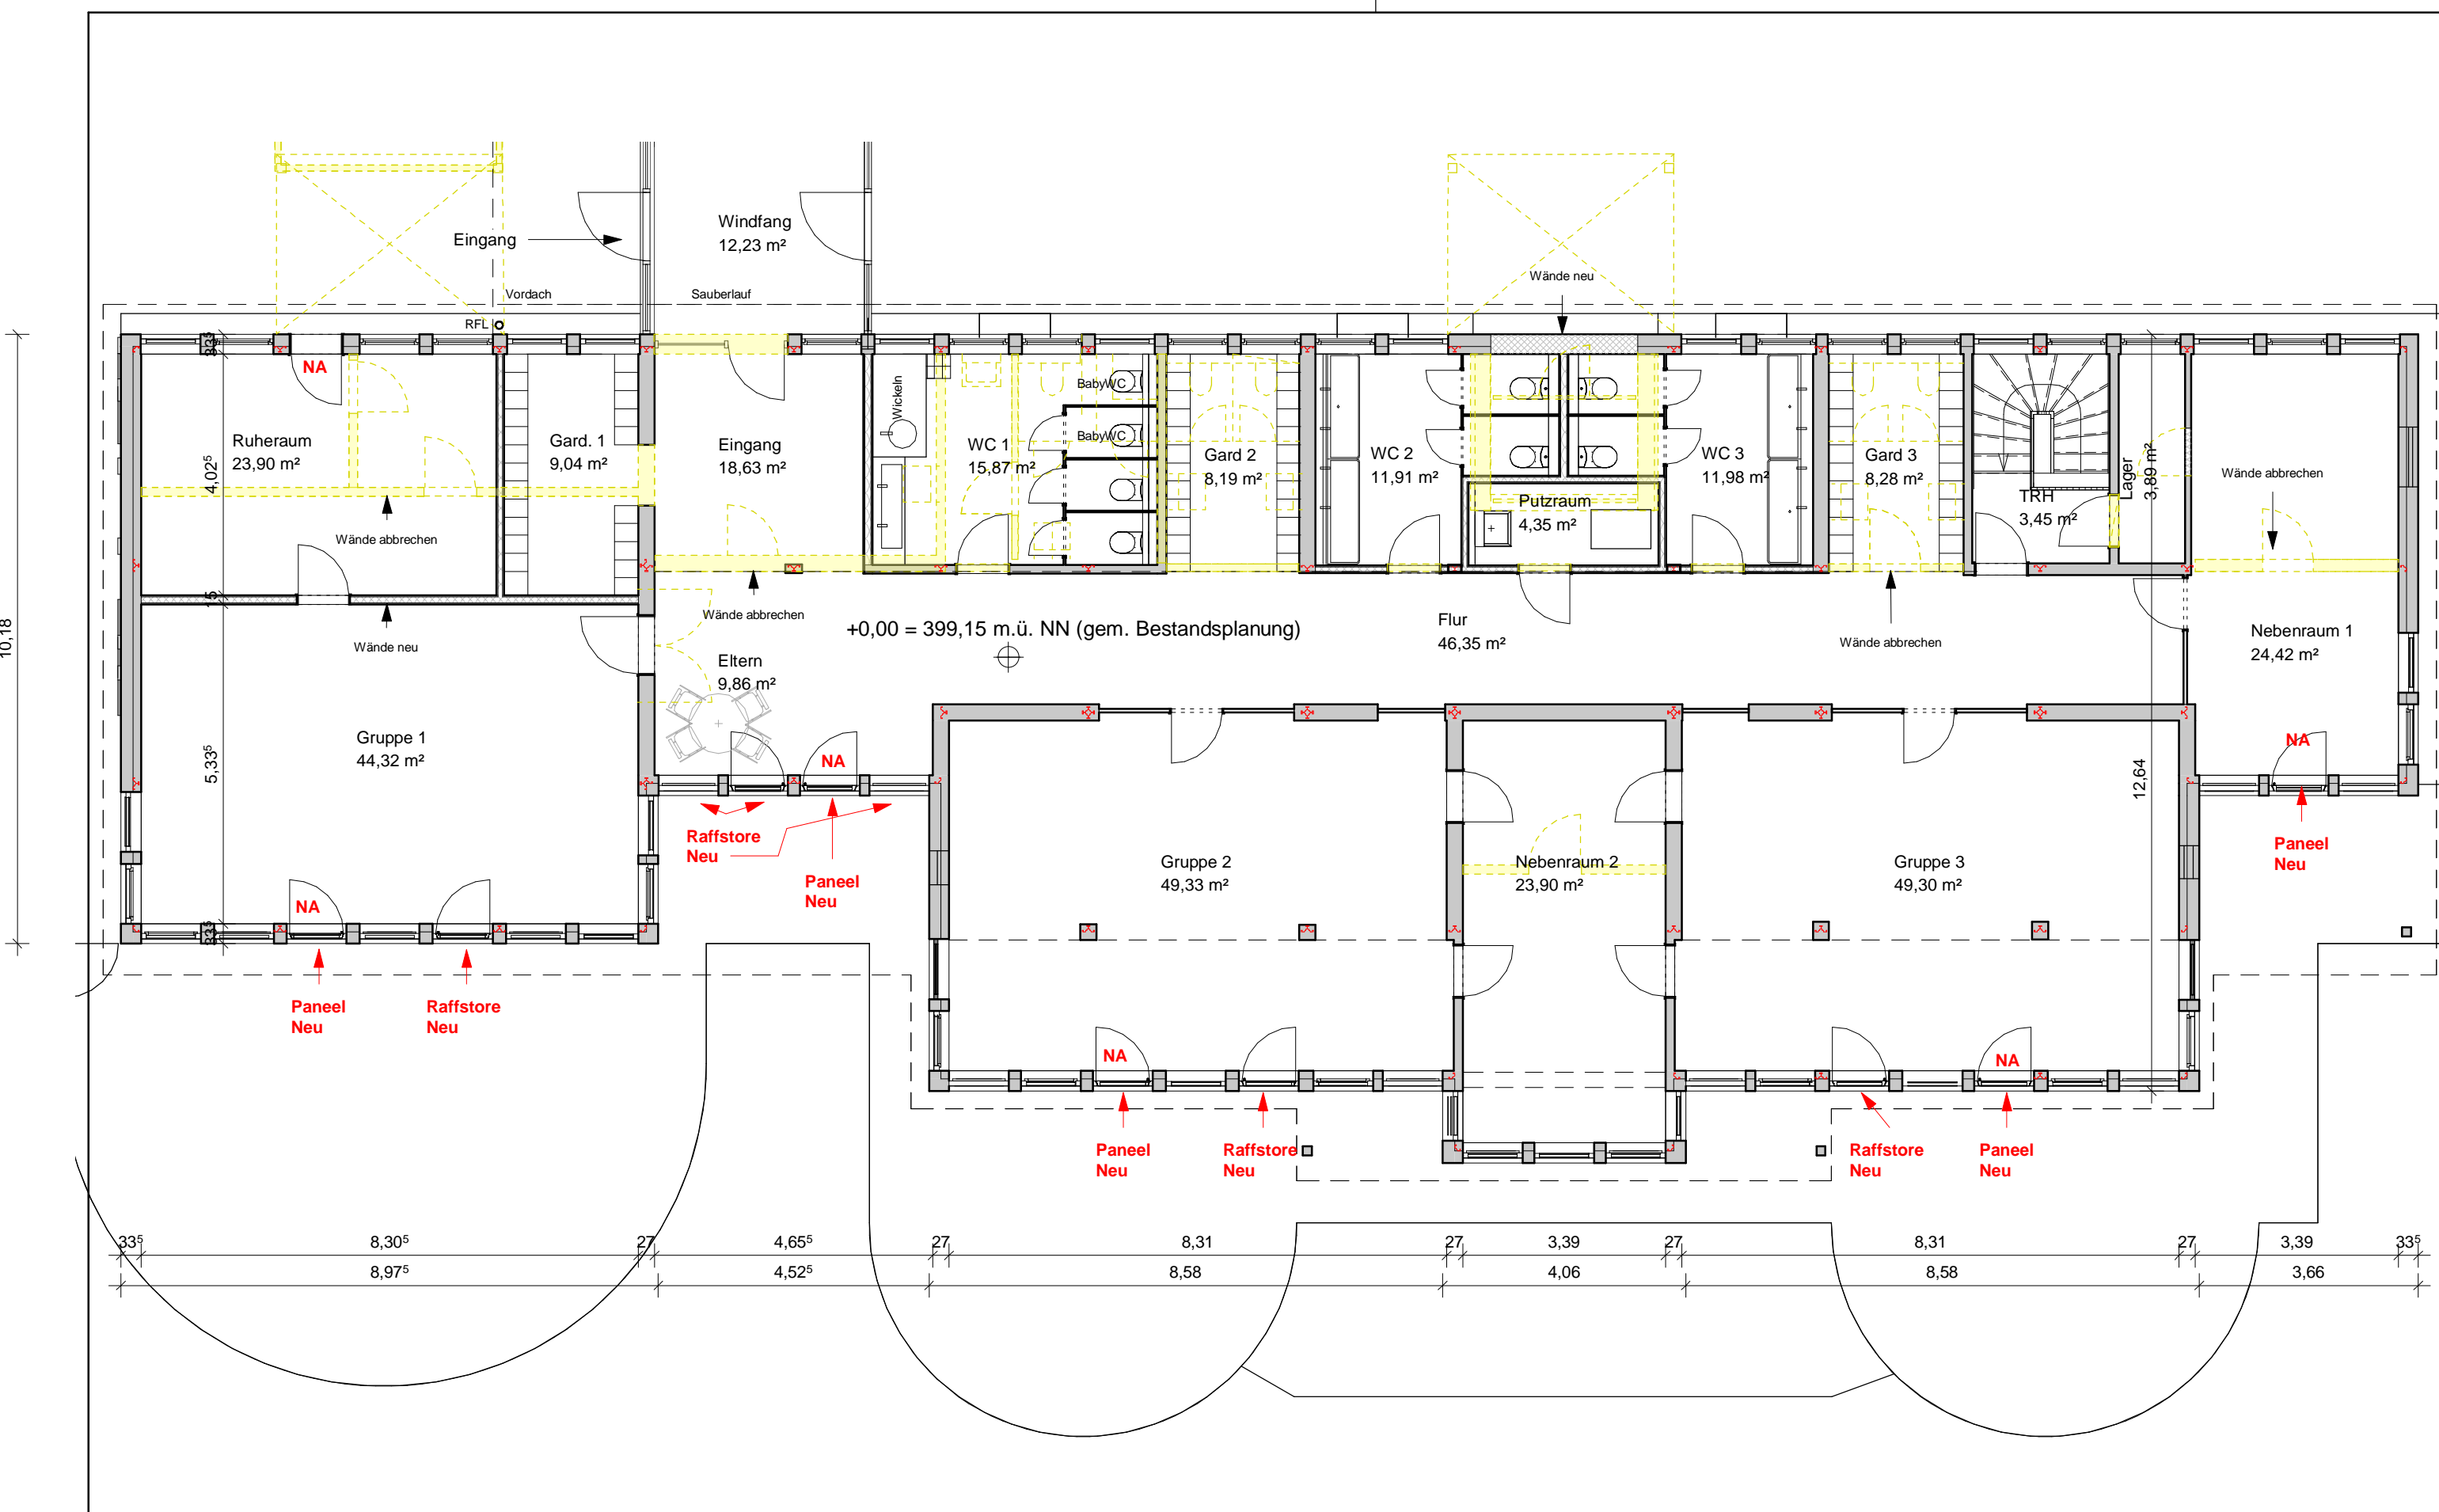 Windfang
12,23 m²
Eingang
Wände neu
Vordach
Sauberlauf
RFL
33⁵
NA
BabyWC
Wickeln
BabyWC
Ruheraum
23,90 m²
Gard. 1
9,04 m²
Eingang
18,63 m²
WC 1
15,87 m²
Gard 2
8,19 m²
WC 2
11,91 m²
WC 3
11,98 m²
Gard 3
8,28 m²
Lager
3,89 m²
Wände abbrechen
4,02⁵
Putzraum
4,35 m²
TRH
3,45 m²
Wände abbrechen
15
Wände abbrechen
Wände neu
10,18
+0,00 = 399,15 m.ü. NN (gem. Bestandsplanung)
Flur
46,35 m²
Wände abbrechen
Nebenraum 1
24,42 m²
Eltern
9,86 m²
Gruppe 1
44,32 m²
5,33⁵
NA
NA
12,64
Raffstore
Neu
Paneel
Neu
Paneel
Neu
Gruppe 2
49,33 m²
Nebenraum 2
23,90 m²
Gruppe 3
49,30 m²
NA
33⁵
Paneel
Neu
Raffstore
Neu
NA
NA
Paneel
Neu
Raffstore
Neu
Raffstore
Neu
Paneel
Neu
33⁵ 8,30⁵ 27 4,65⁵ 27 8,31 27 3,39 27 8,31 27 3,39 33⁵
8,97⁵ 4,52⁵ 8,58 4,06 8,58 3,66